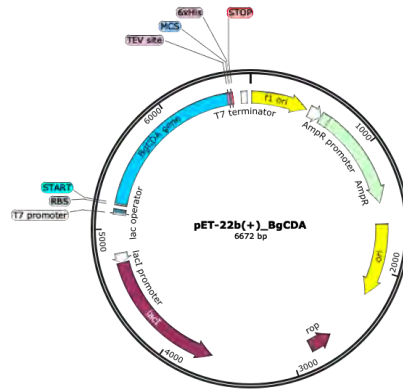 6xHis
STOP
MCS
TEV site
f1 ori
T7 terminator
AmpR promoter
1000
AmpR
6000
BgCDA gene
START
RBS
T7 promoter
lac operator
5000
pET-22b(+)_BgCDA
6672 bp
ori
2000
lacI promoter
lacI
rop
4000
3000